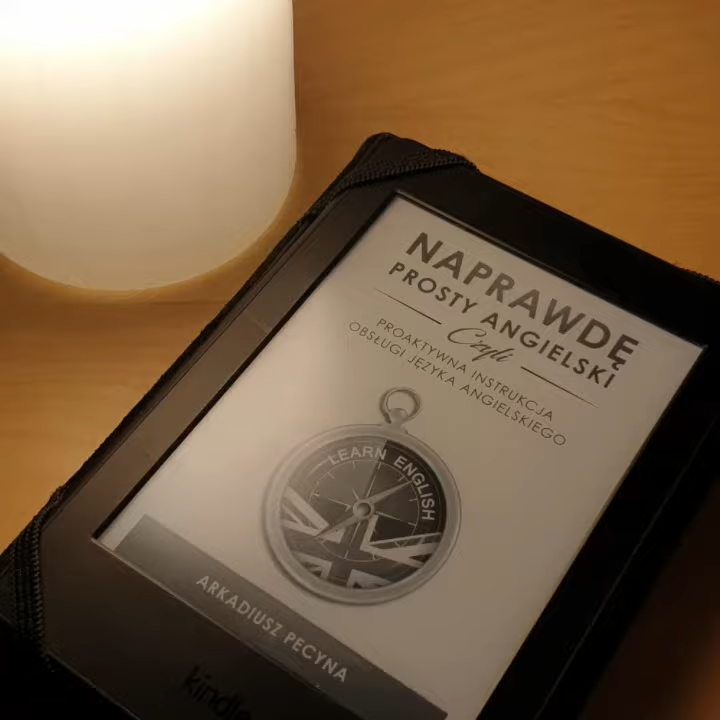 NAPRAWDĘ
PROSTY ANGIELSKI
Czyli
PROAKTYWNA INSTRUKCJA
OBSŁUGI JĘZYKA ANGIELSKIEGO
LEARN ENGLISH
ARKADIUSZ PECYNA
kindle